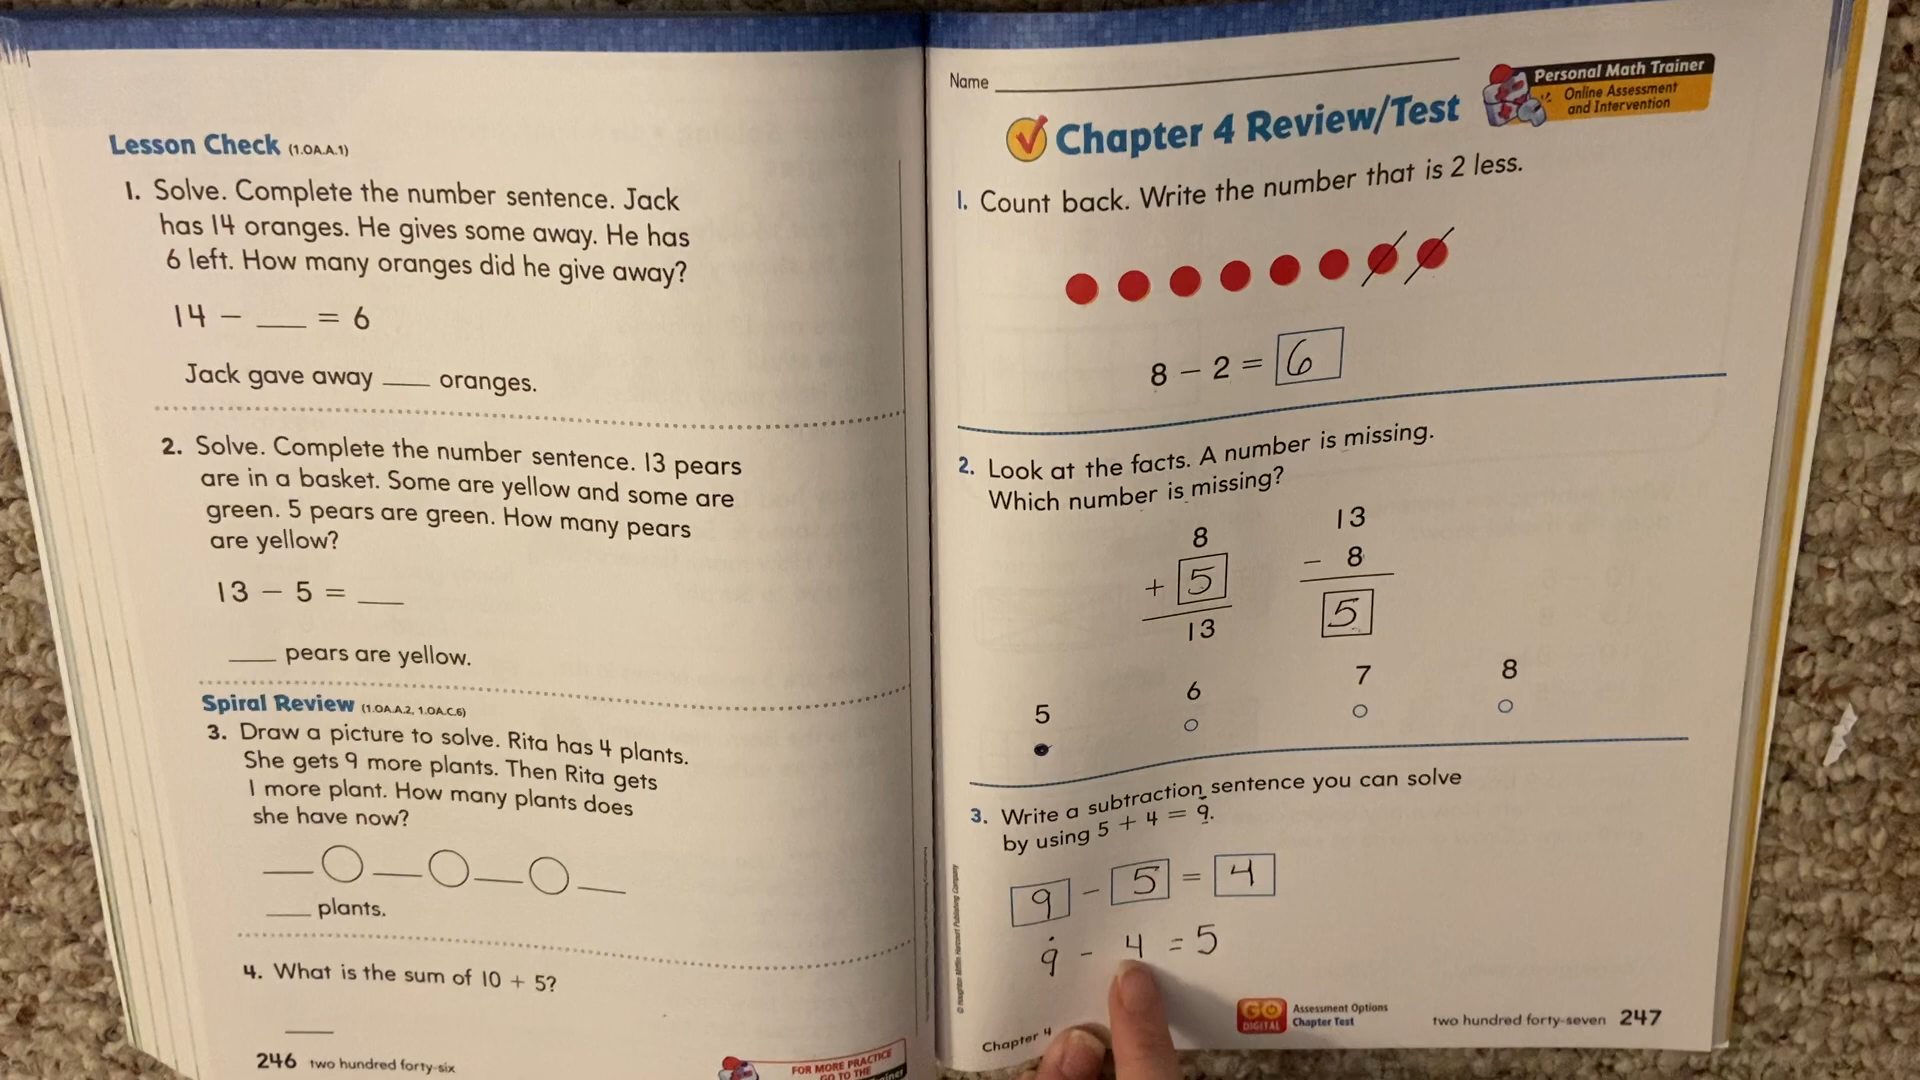 Lesson Check (1.OA.A.1)
1. Solve. Complete the number sentence. Jack
has 14 oranges. He gives some away. He has
6 left. How many oranges did he give away?
14 − ___ = 6
Jack gave away ___ oranges.
2. Solve. Complete the number sentence. 13 pears
are in a basket. Some are yellow and some are
green. 5 pears are green. How many pears
are yellow?
13 − 5 = ___
___ pears are yellow.
Spiral Review (1.OA.A.2, 1.OA.C.6)
3. Draw a picture to solve. Rita has 4 plants.
She gets 9 more plants. Then Rita gets
1 more plant. How many plants does
she have now?
___ plants.
4. What is the sum of 10 + 5?
246 two hundred forty-six
FOR MORE PRACTICE
GO TO THE
Name
Personal Math Trainer
Online Assessment
and Intervention
Chapter 4 Review/Test
1. Count back. Write the number that is 2 less.
8 − 2 = 6
2. Look at the facts. A number is missing.
Which number is missing?
8
+ 5
13
13
− 8
5
5 6 7 8
3. Write a subtraction sentence you can solve
by using 5 + 4 = 9.
9 − 5 = 4
9 - 4 = 5
© Houghton Mifflin Harcourt Publishing Company
Chapter 4
GO DIGITAL
Assessment Options
Chapter Test
two hundred forty-seven 247